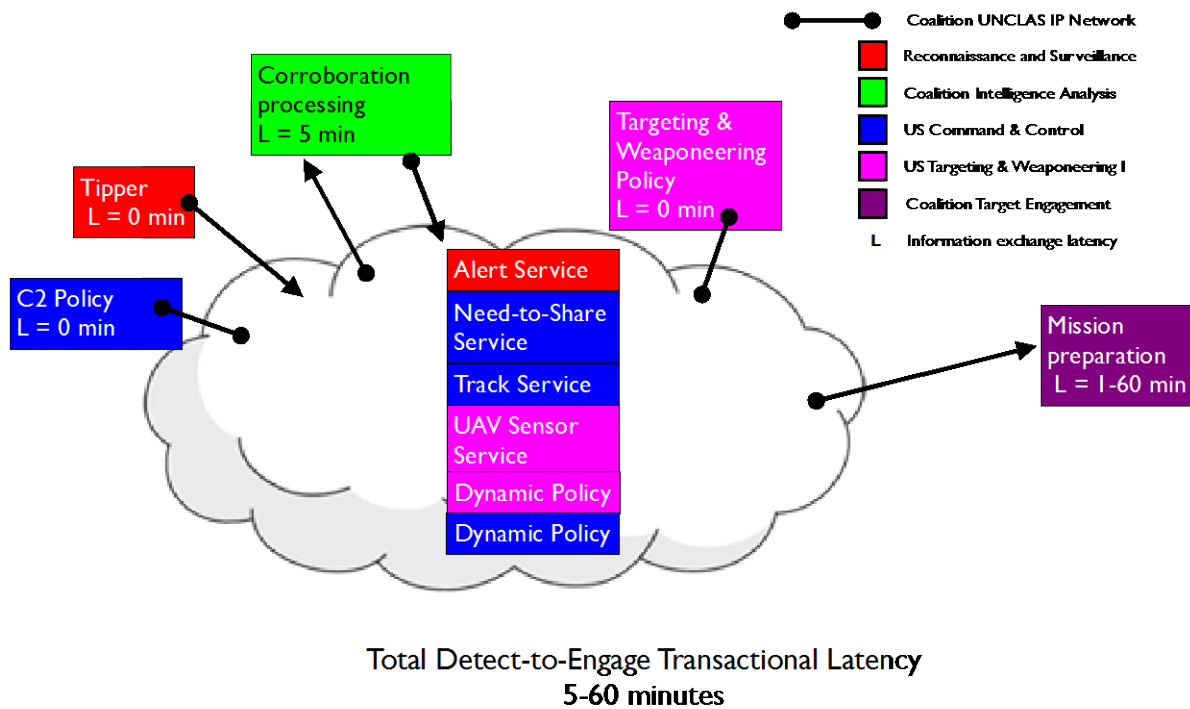 Coalition UNCLAS IP Network
Reconnaissance and Surveillance
Coalition Intelligence Analysis
US Command & Control
US Targeting & Weaponeering I
Coalition Target Engagement
L Information exchange latency
Corroboration
processing
L = 5 min
Targeting &
Weaponeering
Policy
L = 0 min
Tipper
L = 0 min
C2 Policy
L = 0 min
Alert Service
Need-to-Share
Service
Track Service
UAV Sensor
Service
Dynamic Policy
Dynamic Policy
Mission
preparation
L = 1-60 min
Total Detect-to-Engage Transactional Latency
5-60 minutes